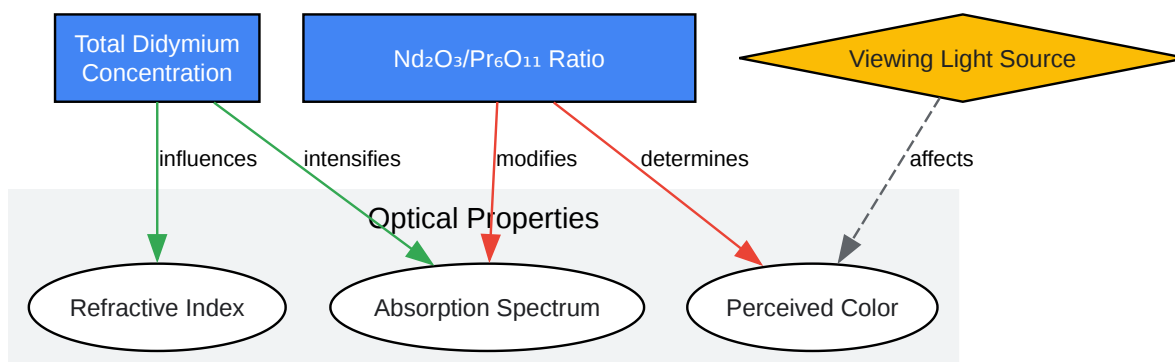 Total Didymium
Concentration
Nd₂O₃/Pr₆O₁₁ Ratio
Viewing Light Source
influences
intensifies
modifies
determines
affects
Optical Properties
Refractive Index
Absorption Spectrum
Perceived Color